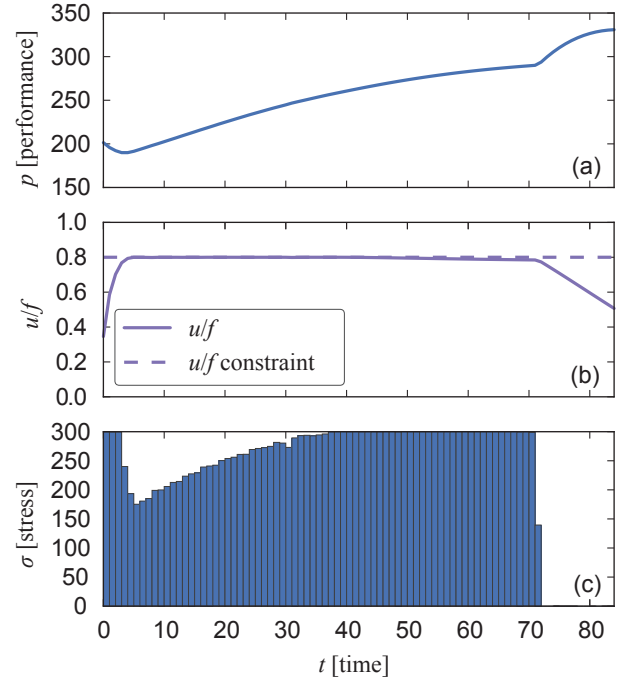 350
300
250
200
150
p [performance]
(a)
1.0
0.8
0.6
0.4
0.2
0.0
u/f
u/f
u/f constraint
(b)
300
250
200
150
100
50
0
σ [stress]
(c)
0 10 20 30 40 50 60 70 80
t [time]